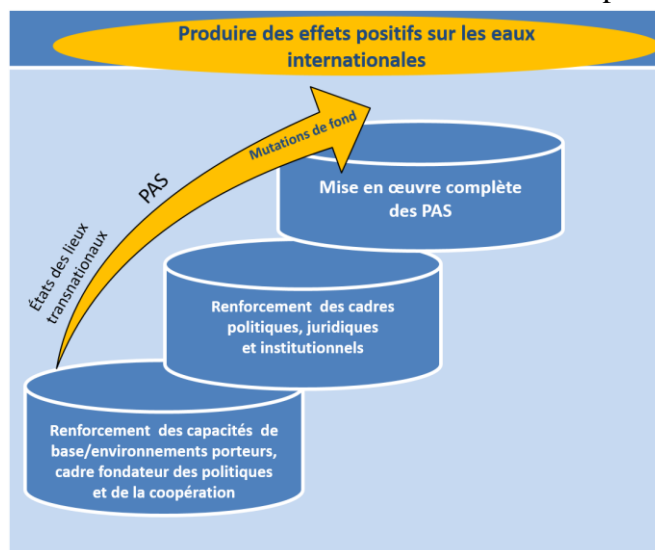 Produire des effets positifs sur les eaux
internationales
Mutations de fond
PAS
États des lieux
transnationaux
Mise en œuvre complète
des PAS
Renforcement des cadres
politiques, juridiques
et institutionnels
Renforcement des capacités de
base/environnements porteurs,
cadre fondateur des politiques
et de la coopération